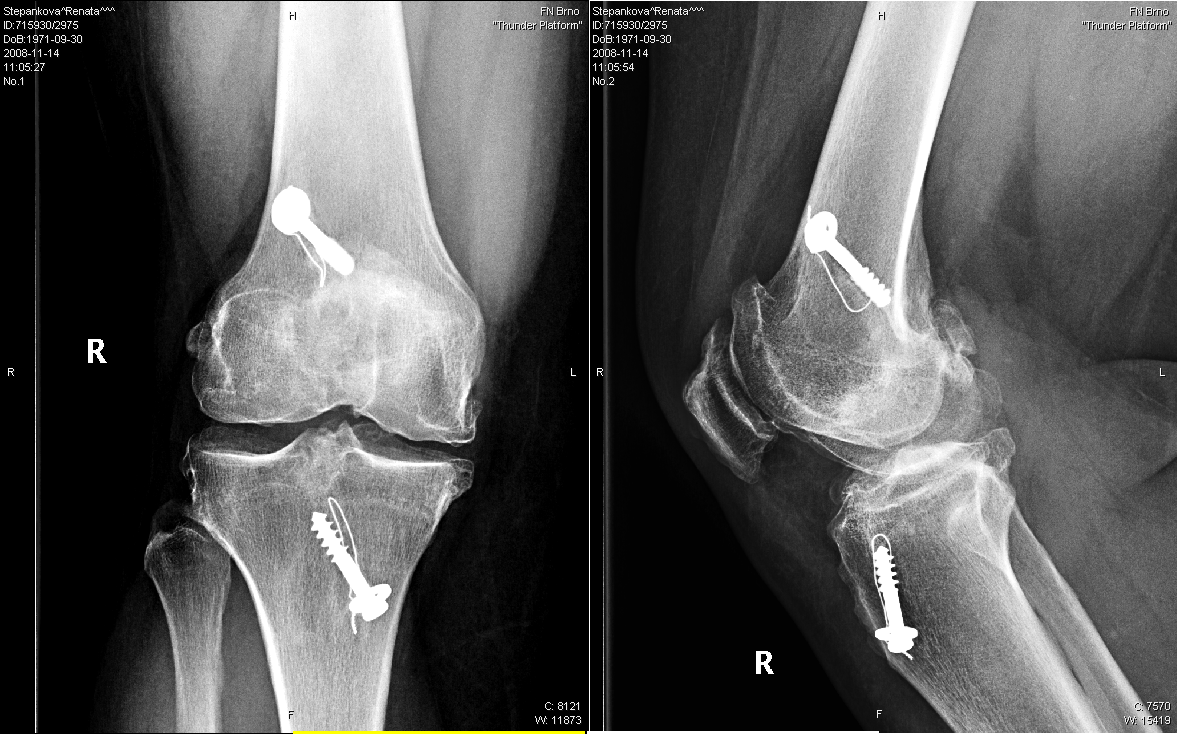 Stepankova^Renata^^^
ID:715930/2975
DoB:1971-09-30
2008-11-14
11:05:27
No.1
H
FN Brno
"Thunder Platform"
R
R
L
F
C: 8121
W: 11873
Stepankova^Renata^^^
ID:715930/2975
DoB:1971-09-30
2008-11-14
11:05:54
No.2
H
FN Brno
"Thunder Platform"
R
L
R
F
C: 7570
W: 15419